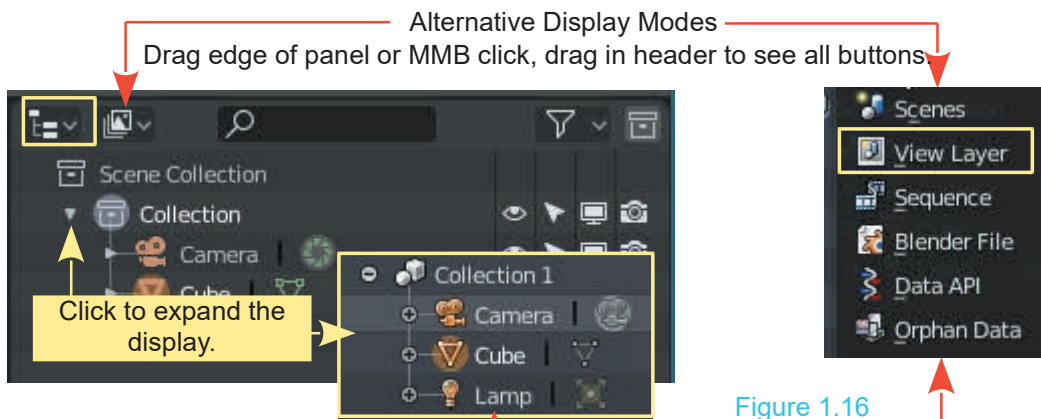 Alternative Display Modes
Drag edge of panel or MMB click, drag in header to see all buttons.
Scene Collection
Collection
Camera
Cube
Click to expand the
display.
Collection 1
Camera
Cube
Lamp
Scenes
View Layer
Sequence
Blender File
Data API
Orphan Data
Figure 1.16